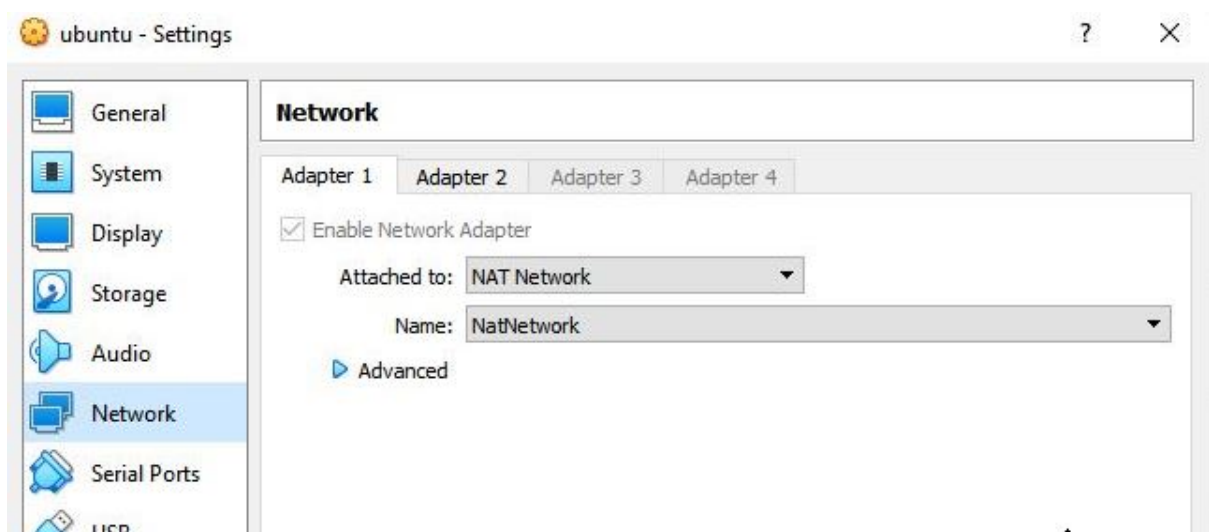 ubuntu - Settings
?
General
System
Display
Storage
Audio
Network
Serial Ports
USB
Network
Adapter 1
Adapter 2
Adapter 3
Adapter 4
Enable Network Adapter
Attached to: NAT Network
Name: NatNetwork
Advanced